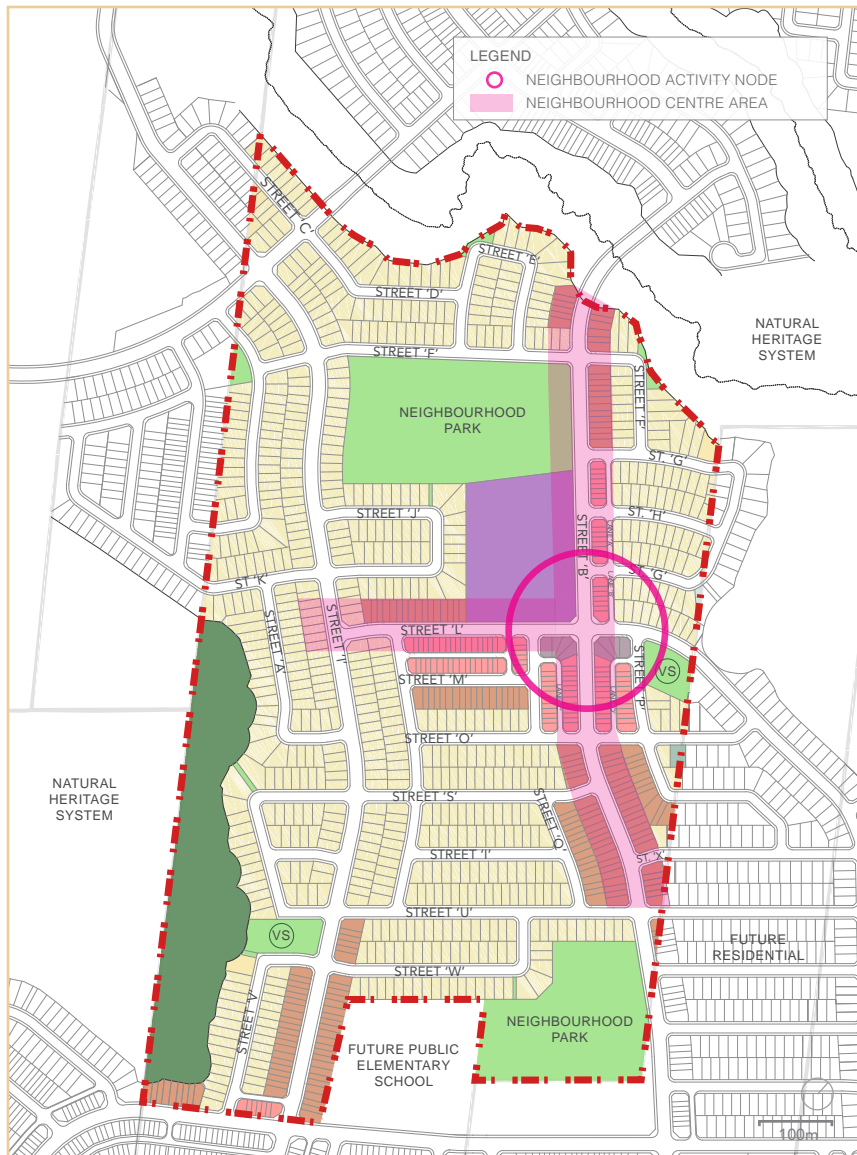 LEGEND
NEIGHBOURHOOD ACTIVITY NODE
NEIGHBOURHOOD CENTRE AREA
STREET 'C'
STREET 'E'
STREET 'D'
NATURAL
HERITAGE
SYSTEM
STREET 'F'
STREET 'F'
NEIGHBOURHOOD
PARK
ST. 'G'
STREET 'J'
STREET 'B'
ST. 'H'
ST. 'G'
ST. 'K'
STREET 'A'
STREET 'I'
STREET 'L'
STREET 'P'
VS
STREET 'M'
STREET 'O'
NATURAL
HERITAGE
SYSTEM
STREET 'S'
STREET 'Q'
STREET 'I'
ST. 'X'
STREET 'U'
VS
FUTURE
RESIDENTIAL
STREET 'W'
STREET 'V'
NEIGHBOURHOOD
PARK
FUTURE PUBLIC
ELEMENTARY
SCHOOL
100m